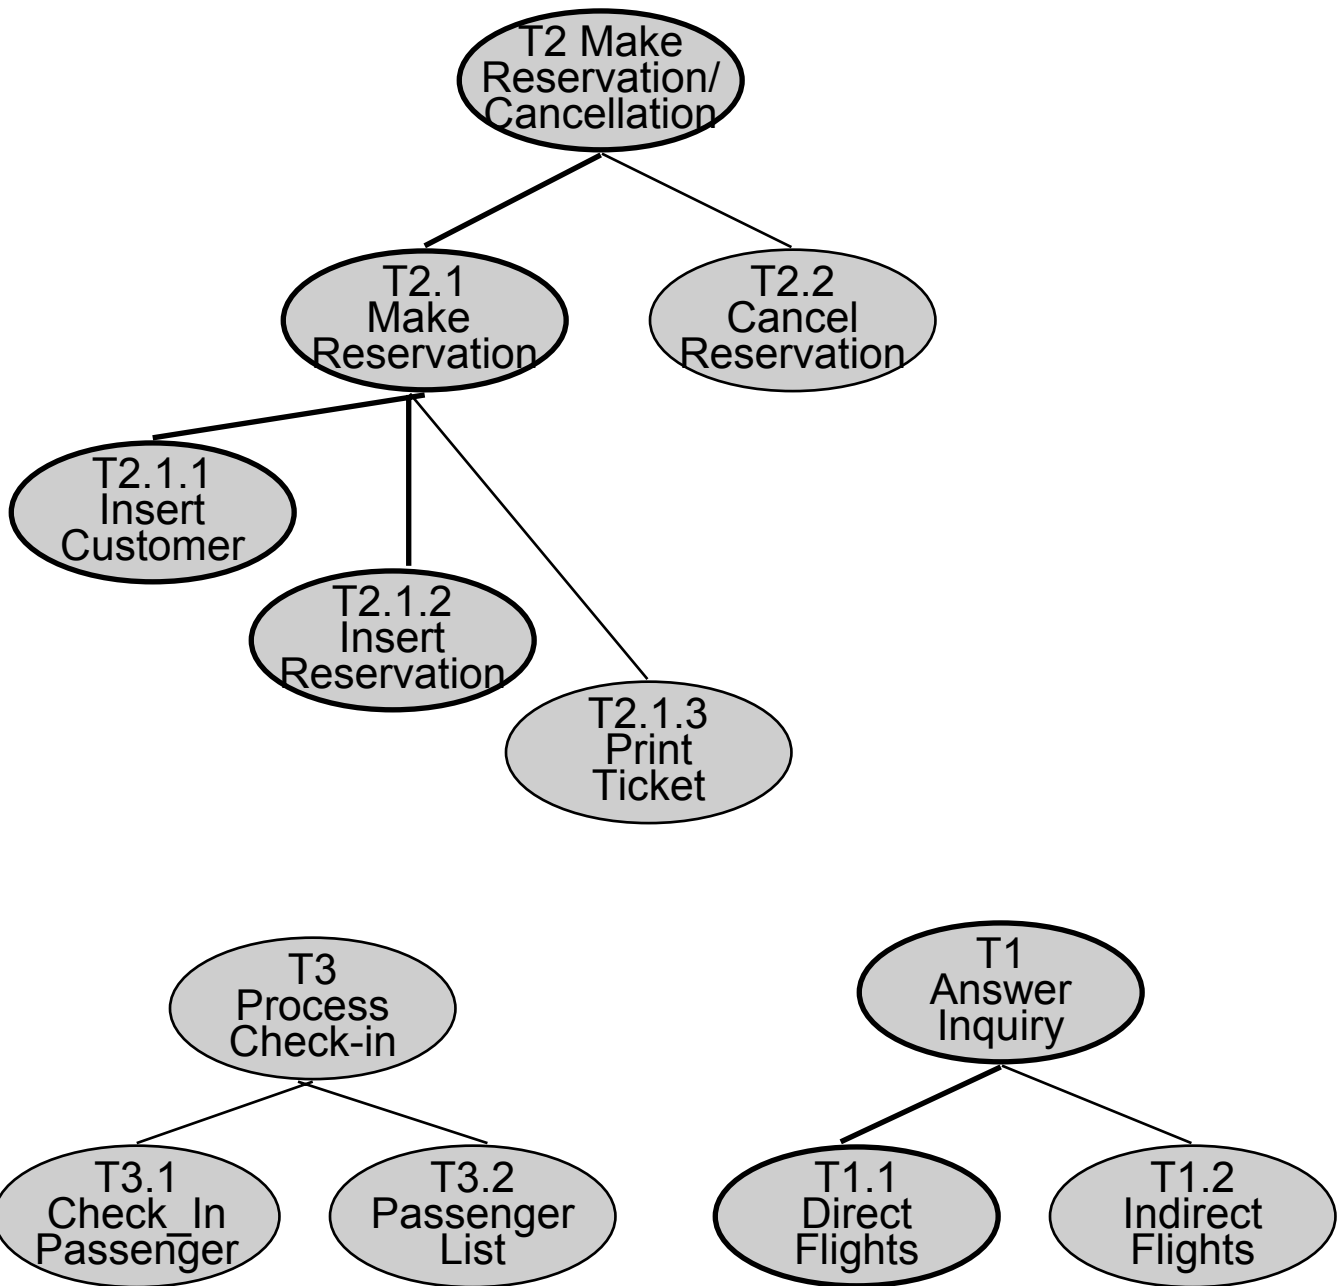 T2 Make
Reservation/
Cancellation
T2.1
Make
Reservation
T2.2
Cancel
Reservation
T2.1.1
Insert
Customer
T2.1.2
Insert
Reservation
T2.1.3
Print
Ticket
T3
Process
Check-in
T1
Answer
Inquiry
T3.1
Check_In
Passenger
T3.2
Passenger
List
T1.1
Direct
Flights
T1.2
Indirect
Flights